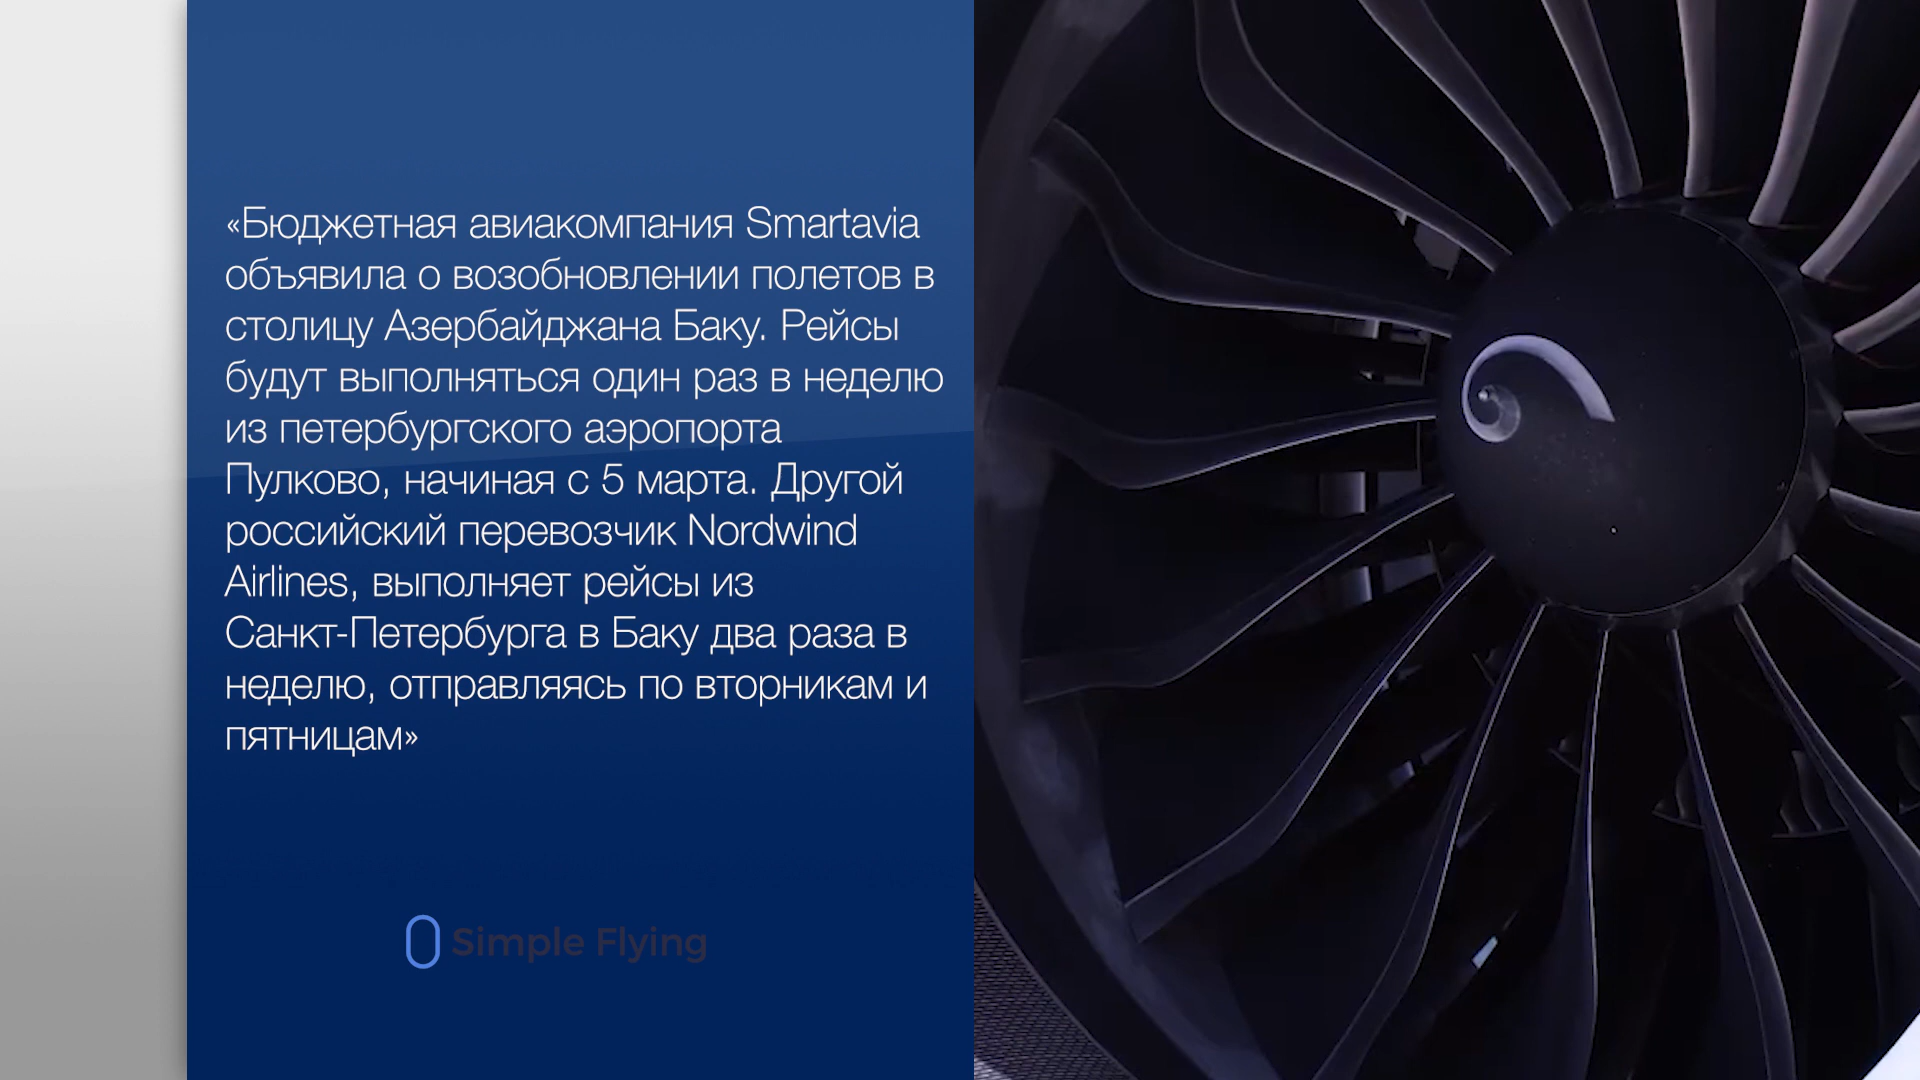 «Бюджетная авиакомпания Smartavia
объявила о возобновлении полетов в
столицу Азербайджана Баку. Рейсы
будут выполняться один раз в неделю
из петербургского аэропорта
Пулково, начиная с 5 марта. Другой
российский перевозчик Nordwind
Airlines, выполняет рейсы из
Санкт-Петербурга в Баку два раза в
неделю, отправляясь по вторникам и
пятницам»
Simple Flying